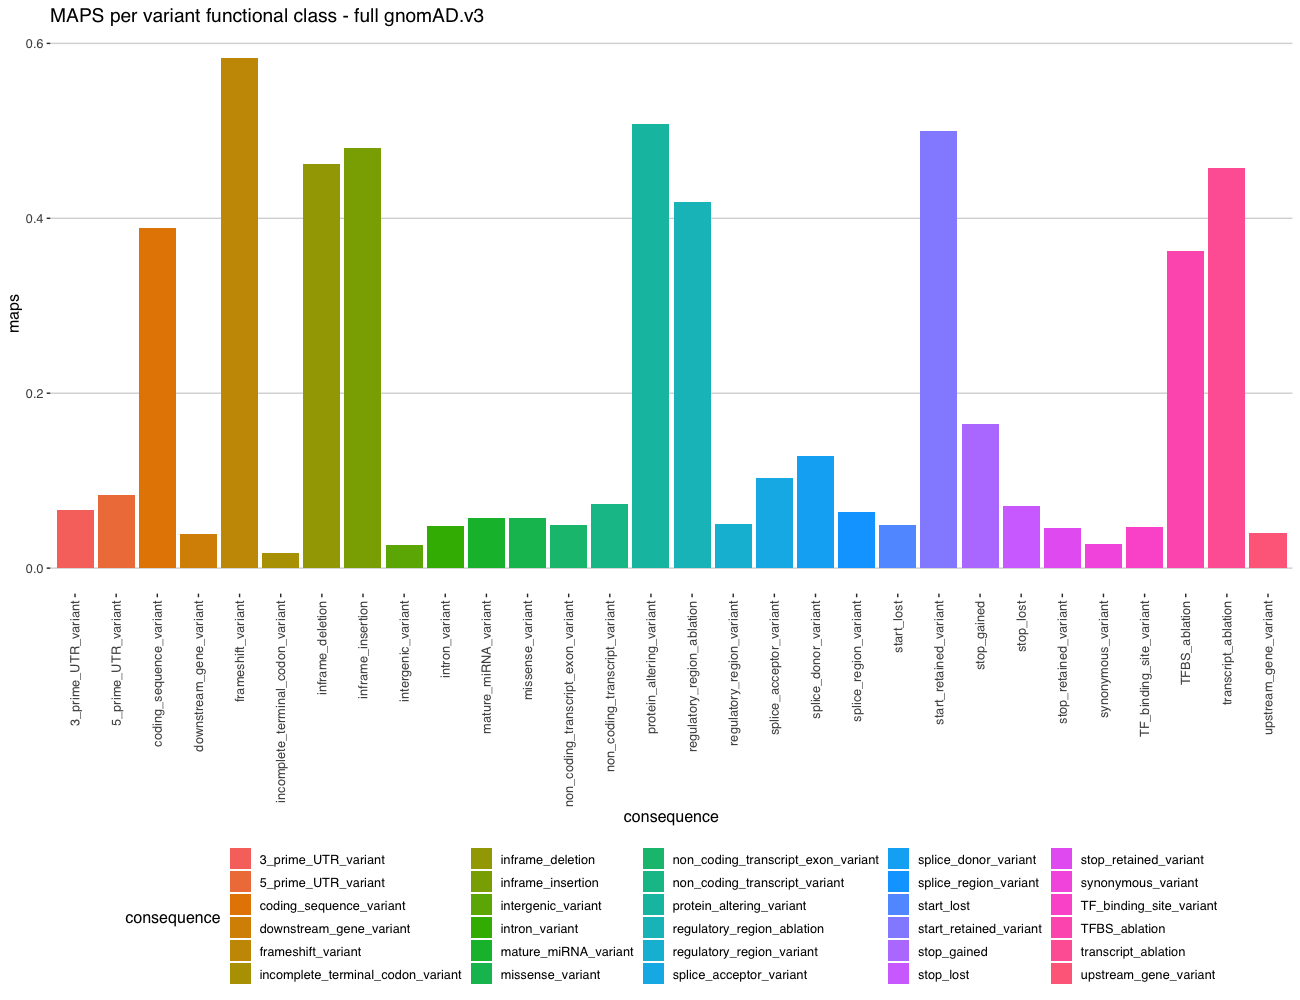 MAPS per variant functional class - full gnomAD.v3
maps
0.6
0.4
0.2
0.0
3_prime_UTR_variant
5_prime_UTR_variant
coding_sequence_variant
downstream_gene_variant
frameshift_variant
incomplete_terminal_codon_variant
inframe_deletion
inframe_insertion
intergenic_variant
intron_variant
mature_miRNA_variant
missense_variant
non_coding_transcript_exon_variant
non_coding_transcript_variant
protein_altering_variant
regulatory_region_ablation
regulatory_region_variant
splice_acceptor_variant
splice_donor_variant
splice_region_variant
start_lost
start_retained_variant
stop_gained
stop_lost
stop_retained_variant
synonymous_variant
TF_binding_site_variant
TFBS_ablation
transcript_ablation
upstream_gene_variant
consequence
consequence
3_prime_UTR_variant
5_prime_UTR_variant
coding_sequence_variant
downstream_gene_variant
frameshift_variant
incomplete_terminal_codon_variant
inframe_deletion
inframe_insertion
intergenic_variant
intron_variant
mature_miRNA_variant
missense_variant
non_coding_transcript_exon_variant
non_coding_transcript_variant
protein_altering_variant
regulatory_region_ablation
regulatory_region_variant
splice_acceptor_variant
splice_donor_variant
splice_region_variant
start_lost
start_retained_variant
stop_gained
stop_lost
stop_retained_variant
synonymous_variant
TF_binding_site_variant
TFBS_ablation
transcript_ablation
upstream_gene_variant